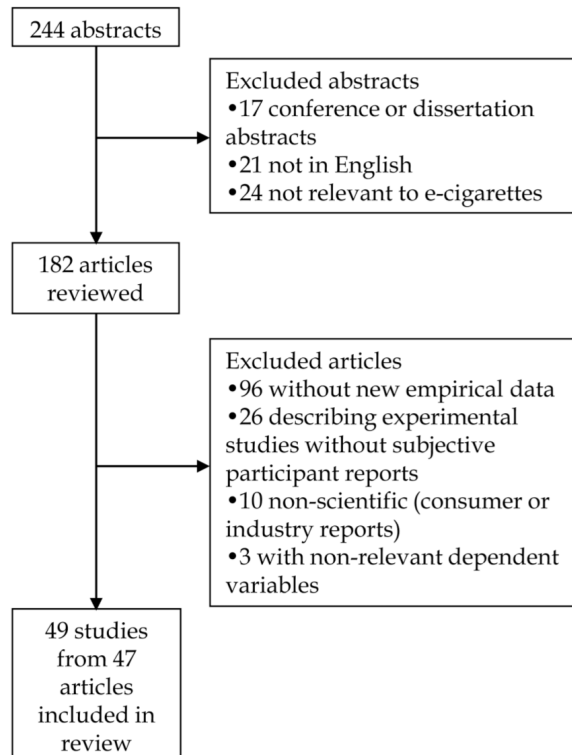 244 abstracts
Excluded abstracts
•17 conference or dissertation
abstracts
•21 not in English
•24 not relevant to e-cigarettes
182 articles
reviewed
Excluded articles
•96 without new empirical data
•26 describing experimental
studies without subjective
participant reports
•10 non-scientific (consumer or
industry reports)
•3 with non-relevant dependent
variables
49 studies
from 47
articles
included in
review